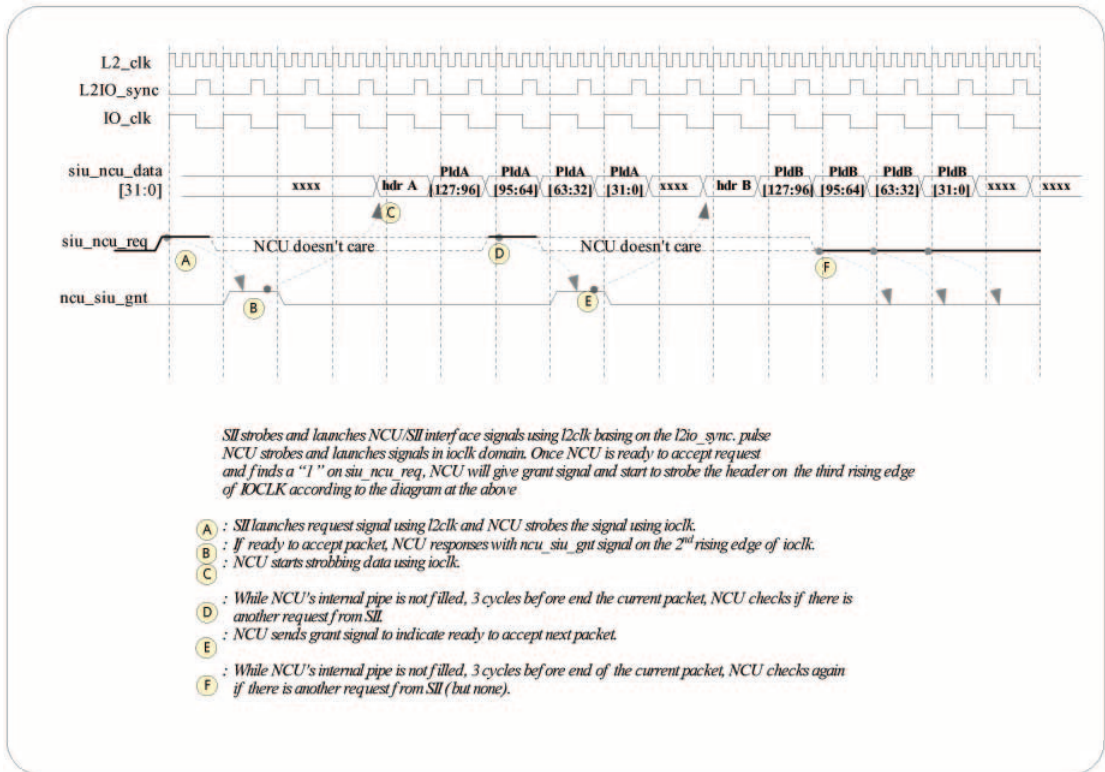 L2_clk
L2IO_sync
IO_clk
siu_ncu_data
[31:0]
xxxx
hdr A
PldA
[127:96]
PldA
[95:64]
PldA
[63:32]
PldA
[31:0]
xxxx
hdr B
PldB
[127:96]
PldB
[95:64]
PldB
[63:32]
PldB
[31:0]
xxxx
xxxx
C
siu_ncu_req
NCU doesn't care
NCU doesn't care
A
D
F
ncu_siu_gnt
B
E
SII strobes and launches NCU/SII interface signals using l2clk basing on the l2io_sync. pulse
NCU strobes and launches signals in ioclk domain. Once NCU is ready to accept request
and finds a “1” on siu_ncu_req, NCU will give grant signal and start to strobe the header on the third rising edge
of IOCLK according to the diagram at the above
A : SII launches request signal using l2clk and NCU strobes the signal using ioclk.
B : If ready to accept packet, NCU responses with ncu_siu_gnt signal on the 2nd rising edge of ioclk.
C : NCU starts strobbing data using ioclk.
D : While NCU's internal pipe is not filled, 3 cycles before end the current packet, NCU checks if there is
another request from SII.
E : NCU sends grant signal to indicate ready to accept next packet.
F : While NCU's internal pipe is not filled, 3 cycles before end of the current packet, NCU checks again
if there is another request from SII (but none).